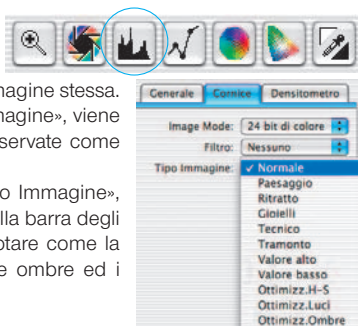 magine stessa.
magine», viene
servate come
o Immagine»,
lla barra degli
otare come la
e ombre ed i
Generale Cornice Densitometro
Image Mode: 24 bit di colore
Filtro: Nessuno
Tipo Immagine: ✓ Normale
Paesaggio
Ritratto
Gioielli
Tecnico
Tramonto
Valore alto
Valore basso
Ottimizz.H-S
Ottimizz.Luci
Ottimizz.Ombre